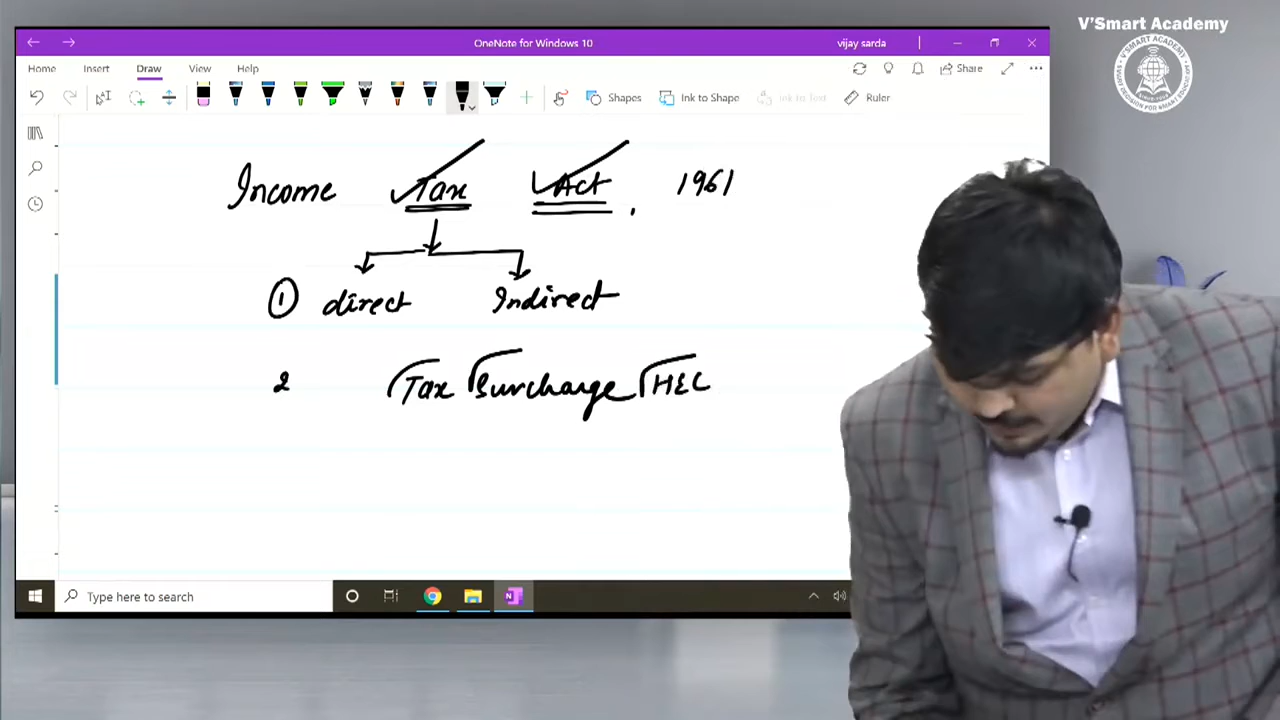 V'Smart Academy
OneNote for Windows 10
vijay sarda
Home Insert Draw View Help
Share
Shapes Ink to Shape Ink to Text Ruler
Income Tax Act, 1961
① direct Indirect
2 Tax Surcharge HEC
Type here to search